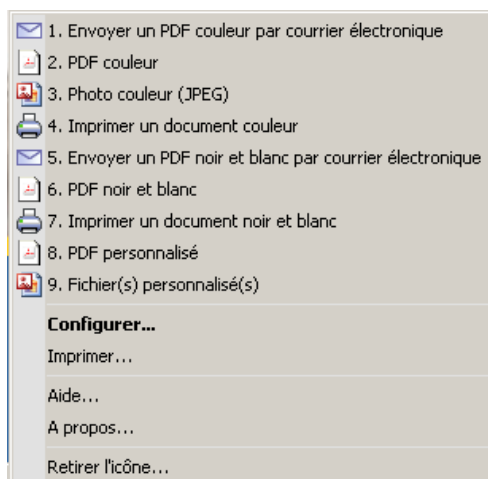 1. Envoyer un PDF couleur par courrier électronique
2. PDF couleur
3. Photo couleur (JPEG)
4. Imprimer un document couleur
5. Envoyer un PDF noir et blanc par courrier électronique
6. PDF noir et blanc
7. Imprimer un document noir et blanc
8. PDF personnalisé
9. Fichier(s) personnalisé(s)
Configurer...
Imprimer...
Aide...
A propos...
Retirer l'icône...